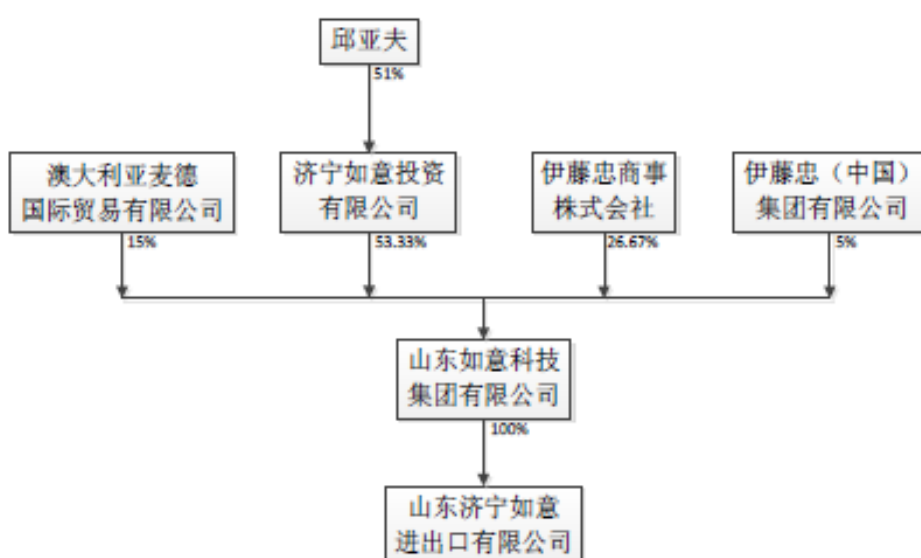 邱亚夫
51%
澳大利亚麦德
国际贸易有限公司
济宁如意投资
有限公司
伊藤忠商事
株式会社
伊藤忠（中国）
集团有限公司
15%
53.33%
26.67%
5%
山东如意科技
集团有限公司
100%
山东济宁如意
进出口有限公司